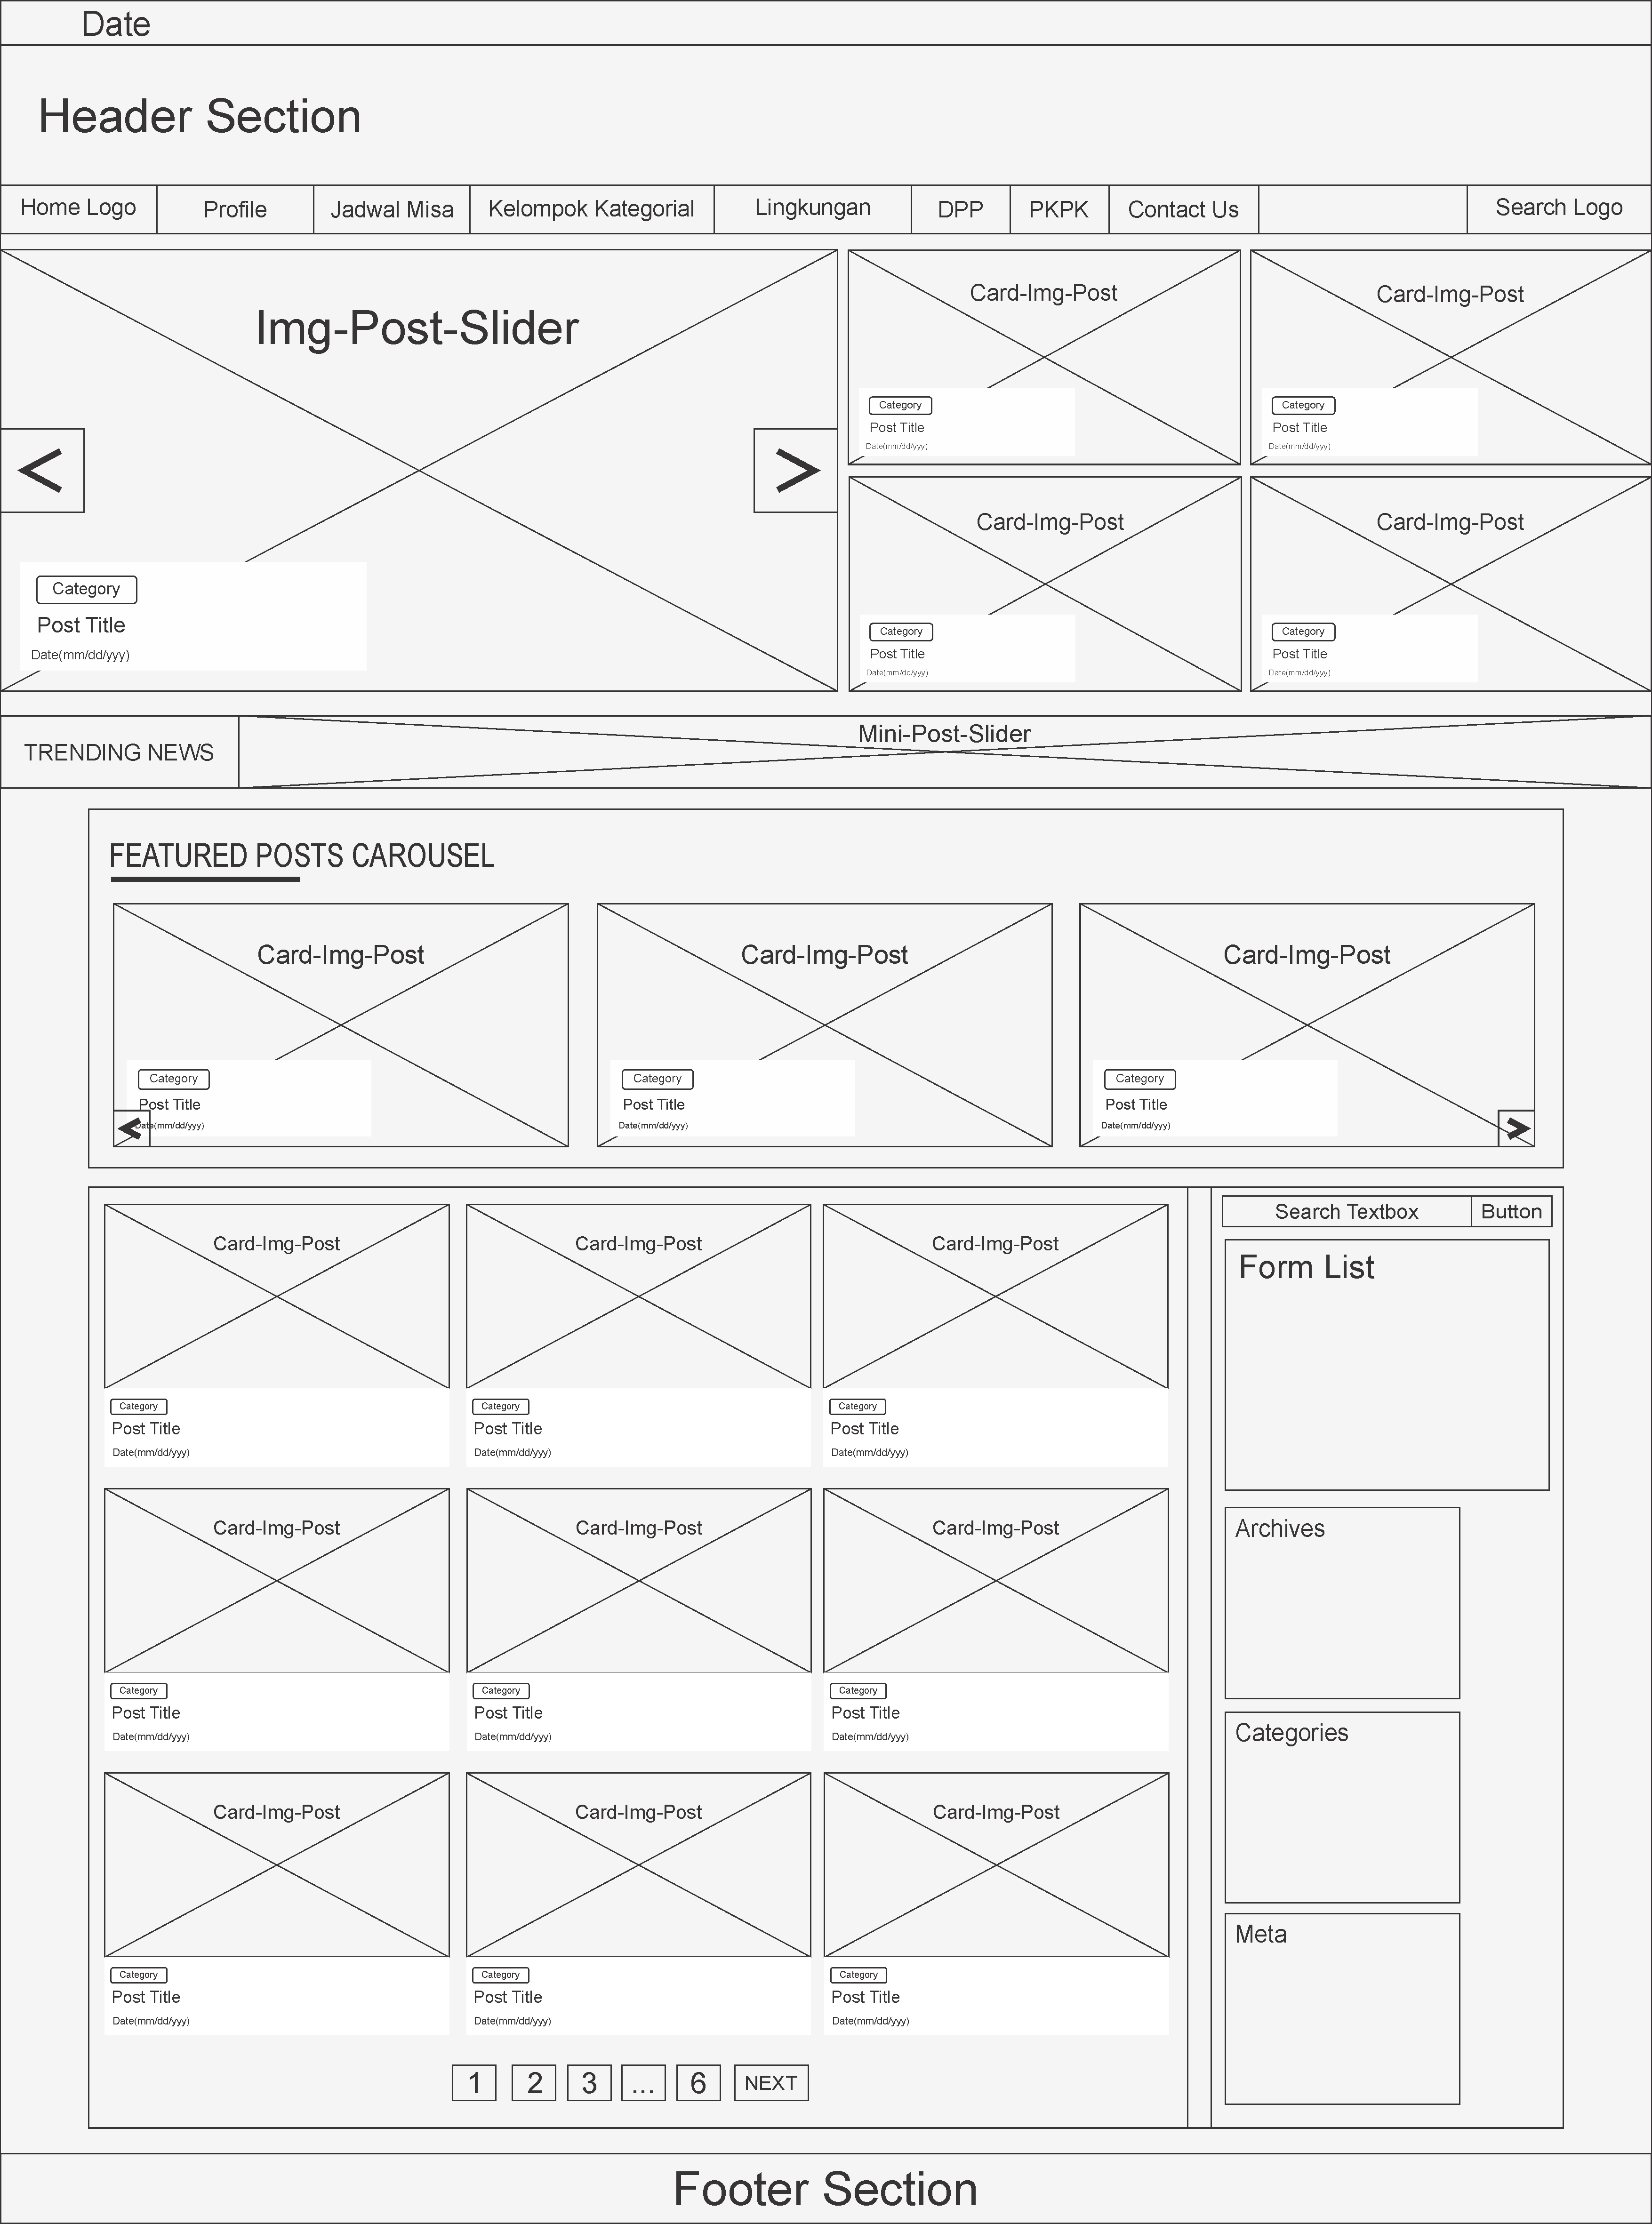 Date
Header Section
Home Logo Profile Jadwal Misa Kelompok Kategorial Lingkungan DPP PKPK Contact Us Search Logo
Img-Post-Slider
<
>
Category
Post Title
Date(mm/dd/yyy)
Card-Img-Post
Category
Post Title
Date(mm/dd/yyy)
Card-Img-Post
Category
Post Title
Date(mm/dd/yyy)
Card-Img-Post
Category
Post Title
Date(mm/dd/yyy)
Card-Img-Post
Category
Post Title
Date(mm/dd/yyy)
TRENDING NEWS
Mini-Post-Slider
FEATURED POSTS CAROUSEL
Card-Img-Post
Category
Post Title
Date(mm/dd/yyy)
<
Card-Img-Post
Category
Post Title
Date(mm/dd/yyy)
Card-Img-Post
Category
Post Title
Date(mm/dd/yyy)
>
Card-Img-Post
Category
Post Title
Date(mm/dd/yyy)
Card-Img-Post
Category
Post Title
Date(mm/dd/yyy)
Card-Img-Post
Category
Post Title
Date(mm/dd/yyy)
Card-Img-Post
Category
Post Title
Date(mm/dd/yyy)
Card-Img-Post
Category
Post Title
Date(mm/dd/yyy)
Card-Img-Post
Category
Post Title
Date(mm/dd/yyy)
Card-Img-Post
Category
Post Title
Date(mm/dd/yyy)
Card-Img-Post
Category
Post Title
Date(mm/dd/yyy)
Card-Img-Post
Category
Post Title
Date(mm/dd/yyy)
1 2 3 ... 6 NEXT
Search Textbox Button
Form List
Archives
Categories
Meta
Footer Section